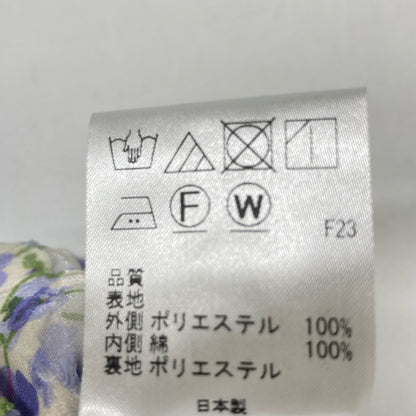 F W
F23
品質
表地
外側 ポリエステル 100%
内側 綿 100%
裏地 ポリエステル
日本製